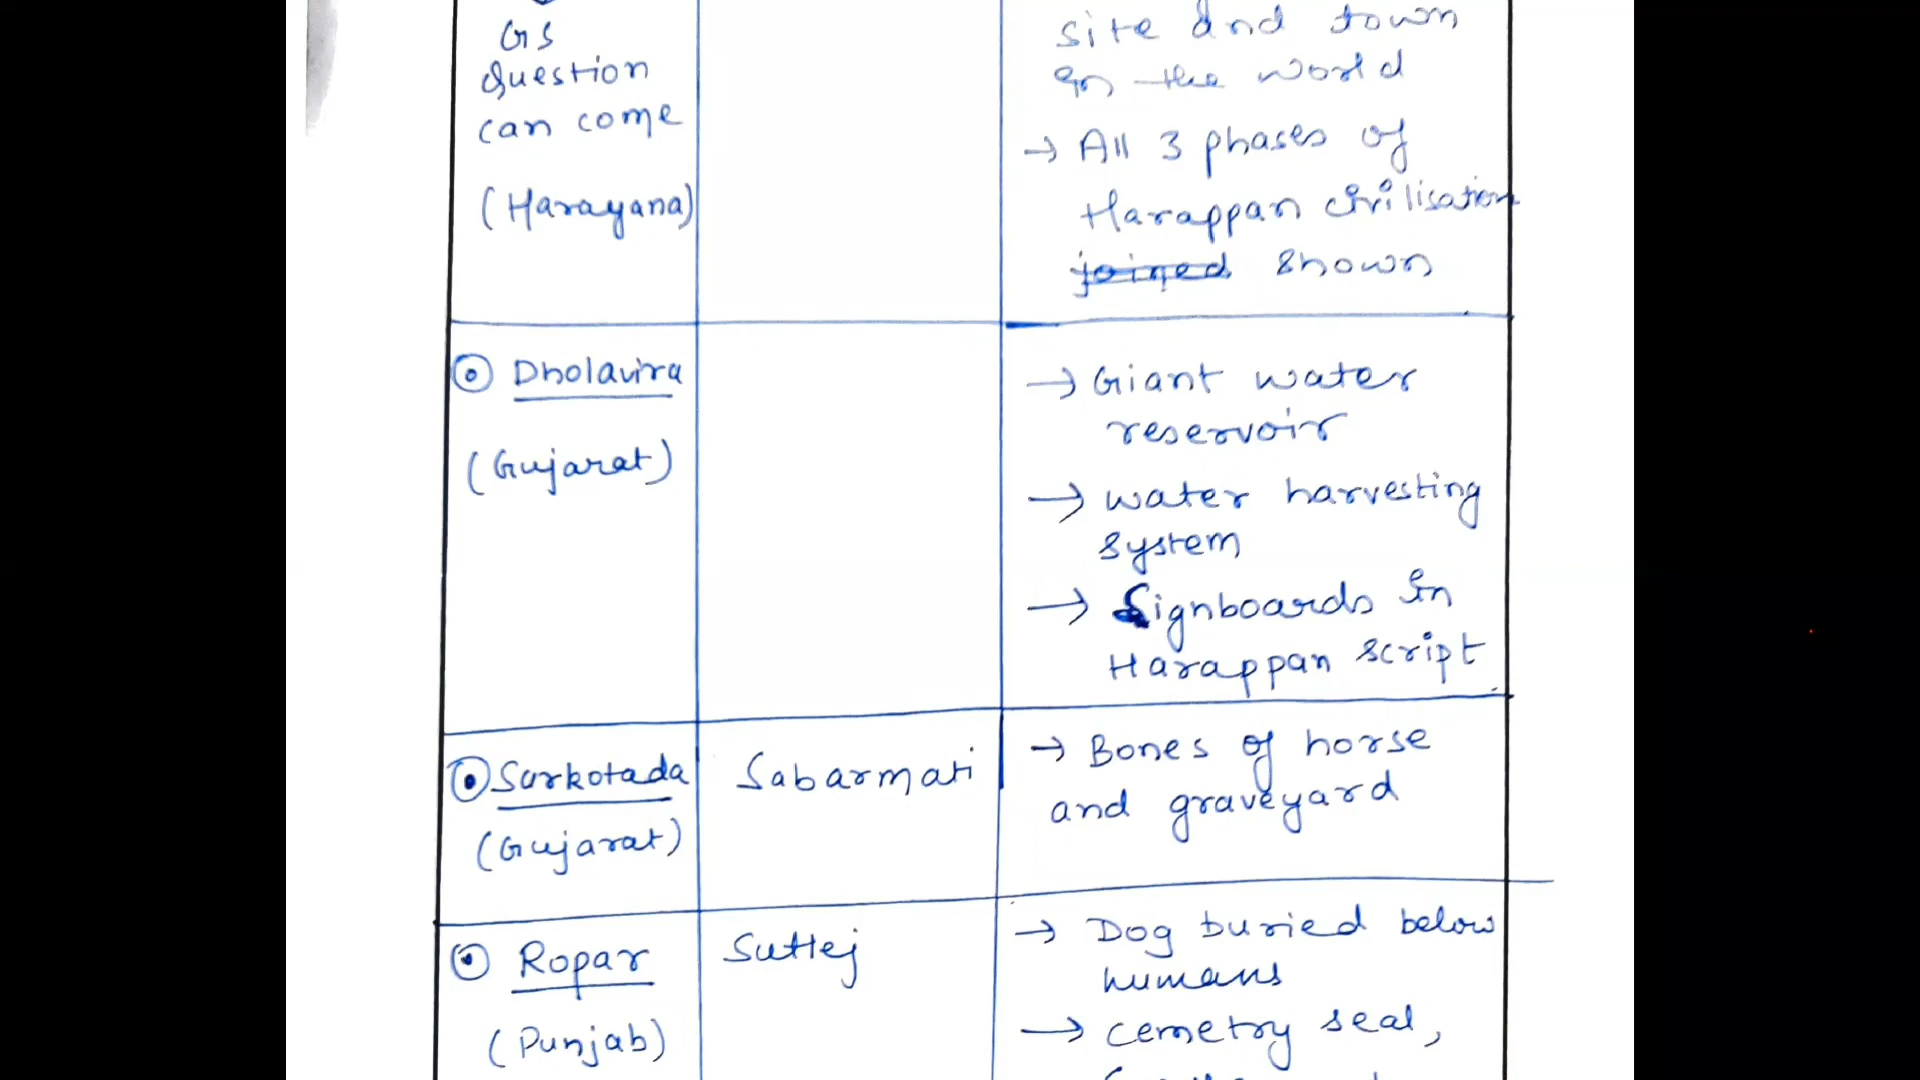 GS
Question
can come
(Harayana)
site and town
in the world
→ All 3 phases of
Harappan civilisation
joined shown
⊙ Dholavira
(Gujarat)
→ Giant water
reservoir
→ water harvesting
system
→ Signboards in
Harappan script
⊙ Surkotada
(Gujarat)
Sabarmati
→ Bones of horse
and graveyard
⊙ Ropar
(Punjab)
Sutlej
→ Dog buried below
humans
→ cemetry seal,